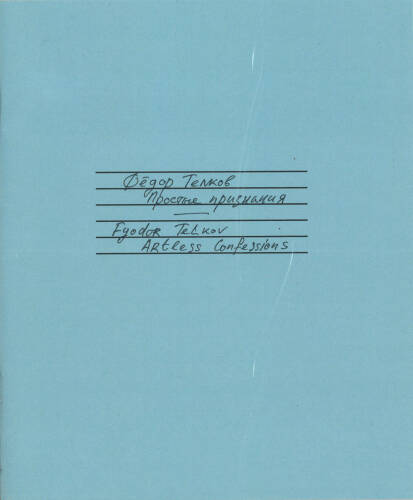 Фёдор Телков
Простые признания
Fyodor Telkov
Artless Confessions